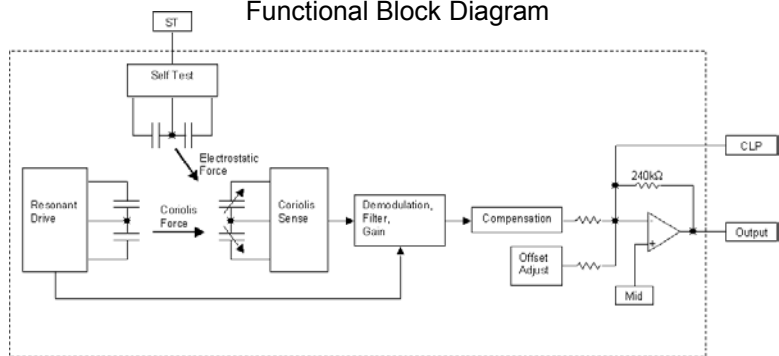 Functional Block Diagram
ST
Self Test
Electrostatic
Force
Resonant
Drive
Coriolis
Force
Coriolis
Sense
Demodulation,
Filter,
Gain
Compensation
Offset
Adjust
240kΩ
-
+
Mid
CLP
Output